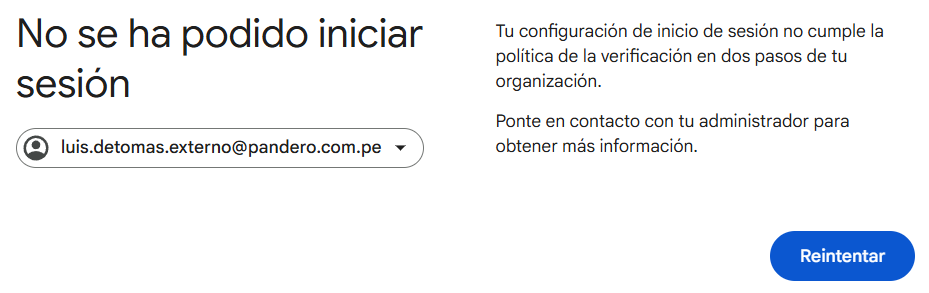 No se ha podido iniciar
sesión
luis.detomas.externo@pandero.com.pe
Tu configuración de inicio de sesión no cumple la
política de la verificación en dos pasos de tu
organización.
Ponte en contacto con tu administrador para
obtener más información.
Reintentar